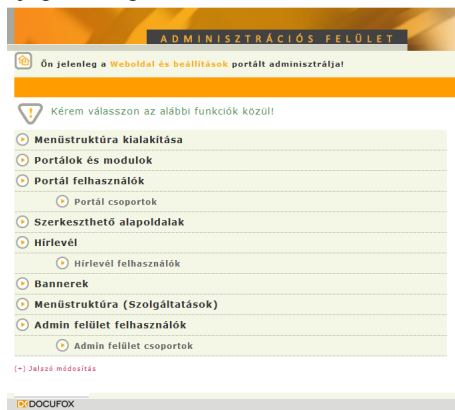 ADMINISZTRÁCIÓS FELÜLET
Ön jelenleg a Weboldal és beállítások portált adminisztrálja!
Kérem válasszon az alábbi funkciók közül!
Menüstruktúra kialakítása
Portálok és modulok
Portál felhasználók
Portál csoportok
Szerkeszthető alapoldalak
Hírlevél
Hírlevél felhasználók
Bannerek
Menüstruktúra (Szolgáltatások)
Admin felület felhasználók
Admin felület csoportok
(+) Jelszó módosítás
DOCUFOX